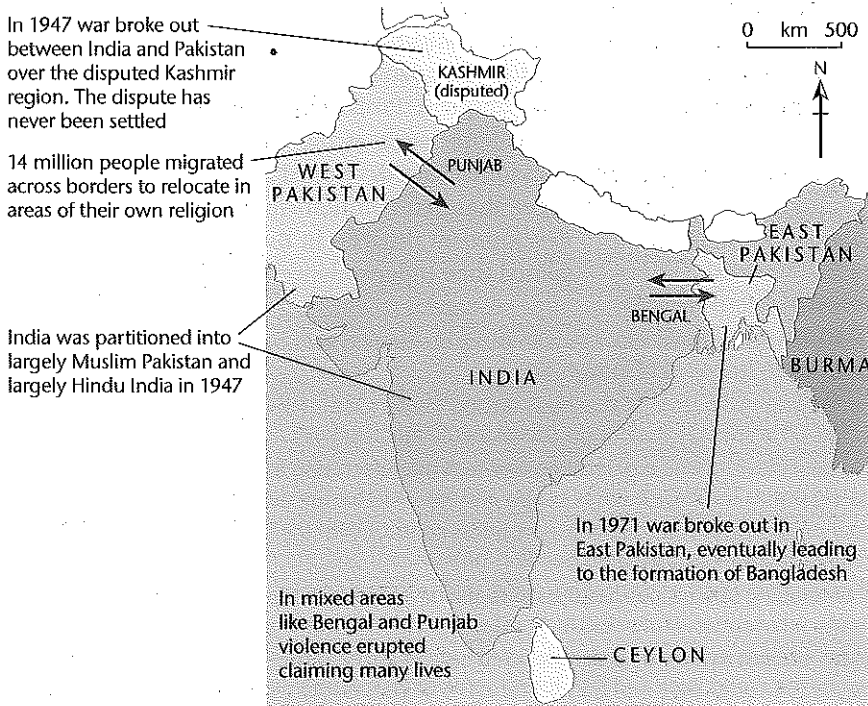 In 1947 war broke out
between India and Pakistan
over the disputed Kashmir
region. The dispute has
never been settled
0 km 500
N
KASHMIR
(disputed)
14 million people migrated
across borders to relocate in
areas of their own religion
WEST
PAKISTAN
PUNJAB
EAST
PAKISTAN
BENGAL
India was partitioned into
largely Muslim Pakistan and
largely Hindu India in 1947
INDIA
BURMA
In 1971 war broke out in
East Pakistan, eventually leading
to the formation of Bangladesh
In mixed areas
like Bengal and Punjab
violence erupted
claiming many lives
CEYLON